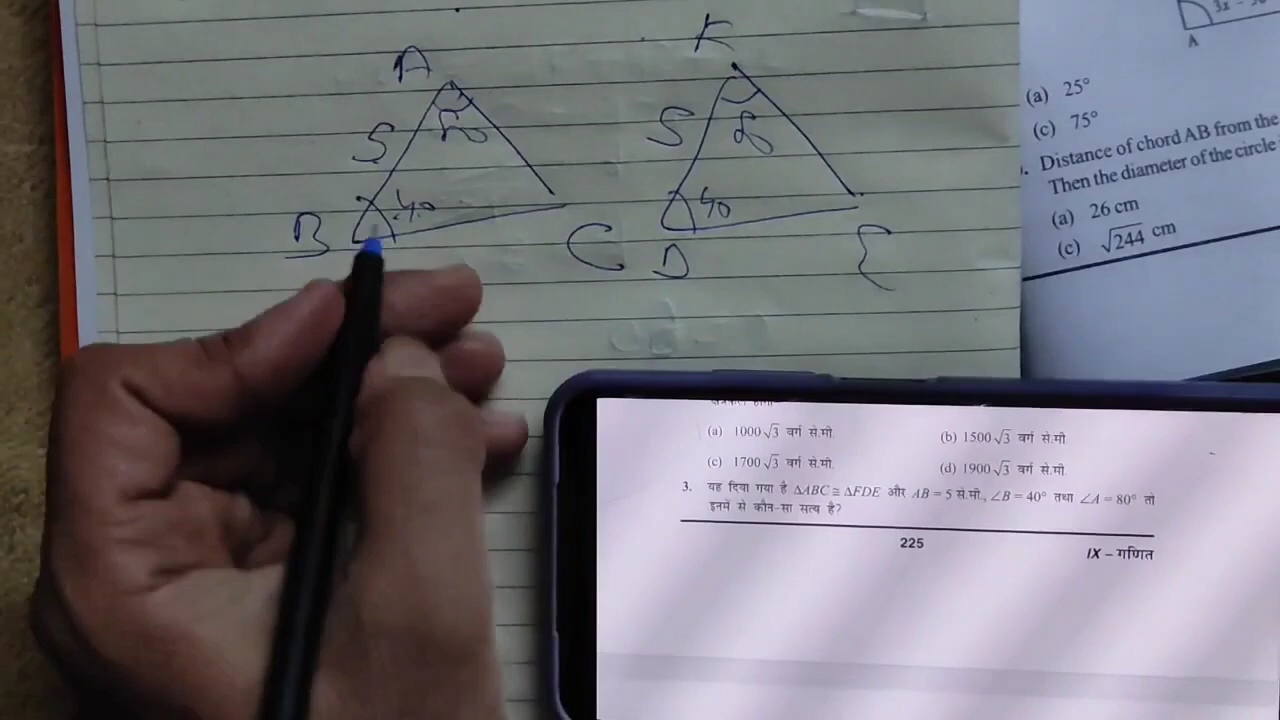 A
F
5
80
5
80
40
40
B
C
D
E
3x
A
(a) 25°
(c) 75°
Distance of chord AB from the
Then the diameter of the circle
(a) 26 cm
(c) √244 cm
(a) 1000√3 वर्ग से.मी.
(b) 1500√3 वर्ग से.मी
(c) 1700√3 वर्ग से.मी.
(d) 1900√3 वर्ग से.मी
3. यह दिया गया है ΔABC ≅ ΔFDE और AB = 5 से.मी., ∠B = 40° तथा ∠A = 80° तो
इनमें से कौन-सा सत्य है?
225
IX – गणित